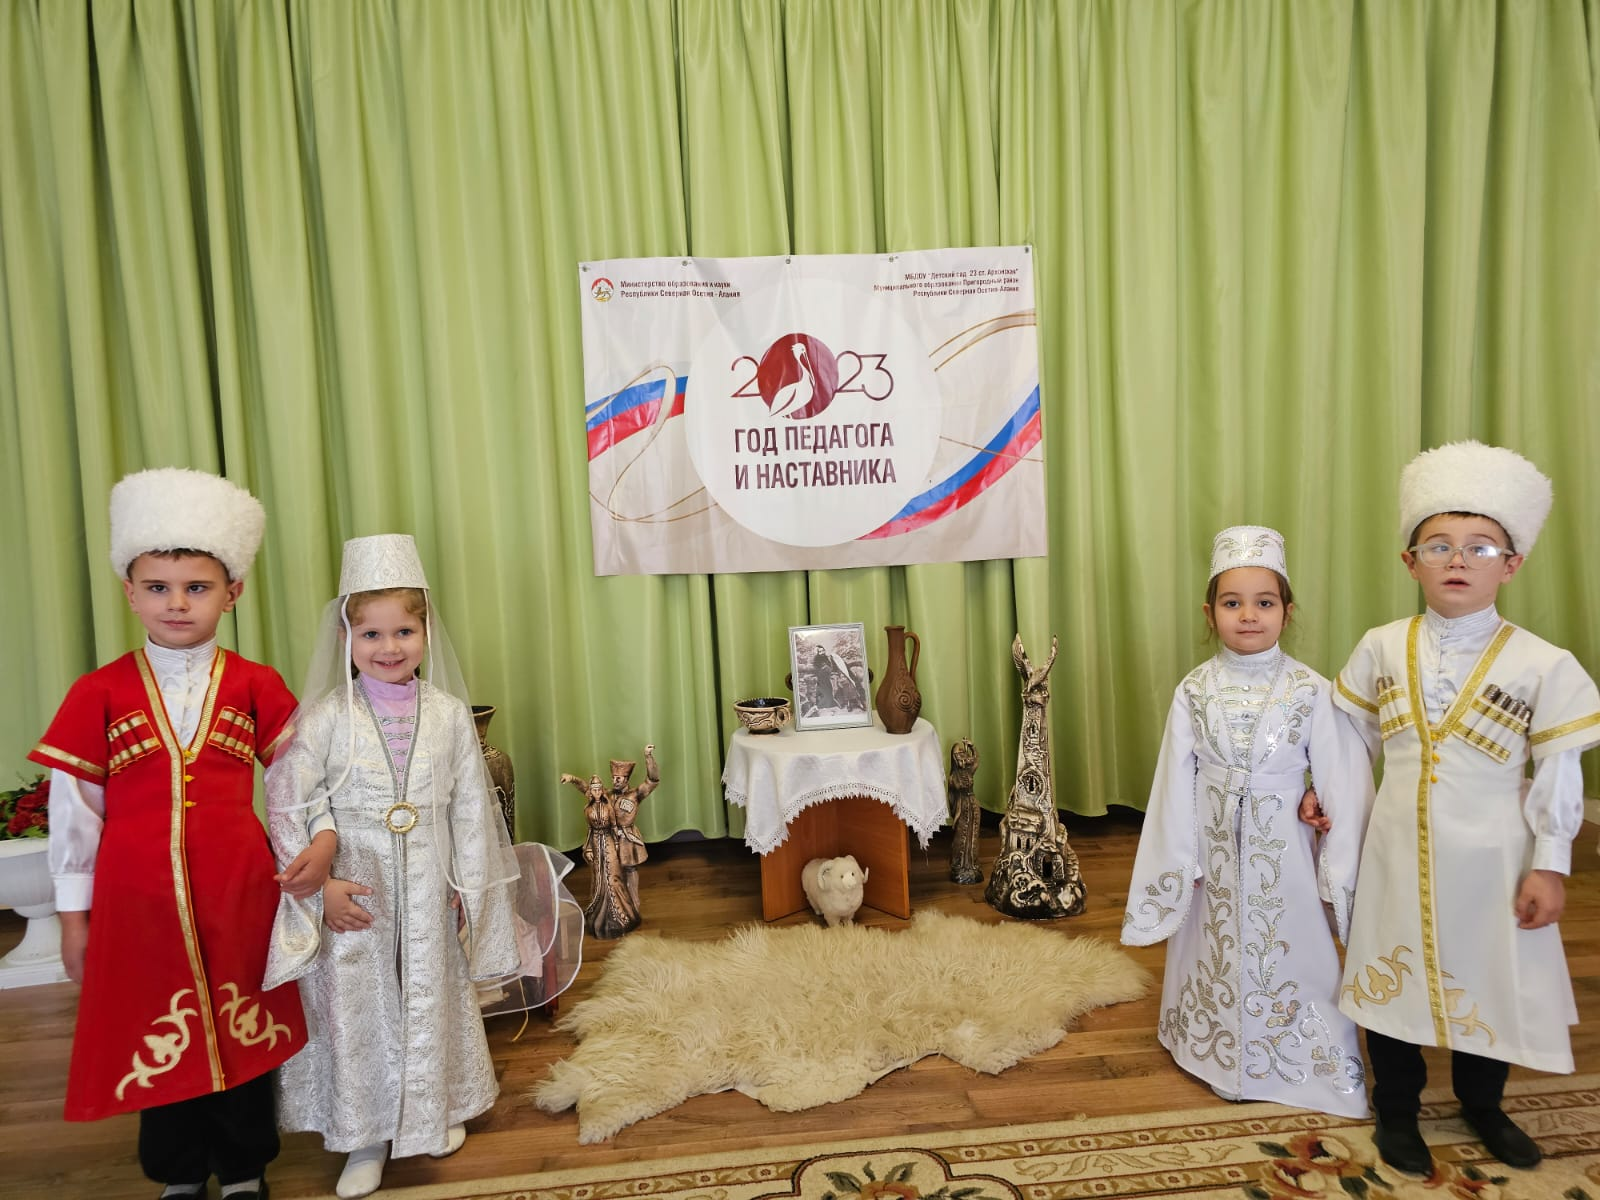 Министерство образования и науки
Республики Северная Осетия - Алания
МБДОУ "Детский сад 23 ст. Архонская"
Муниципального образования Пригородный район
Республики Северная Осетия-Алания
2023
ГОД ПЕДАГОГА
И НАСТАВНИКА